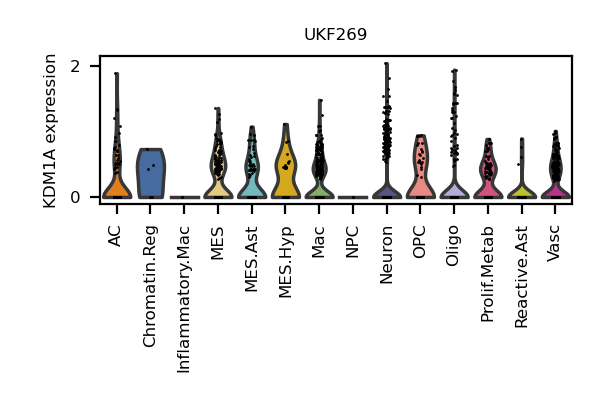 UKF269
KDM1A expression
2
0
AC
Chromatin.Reg
Inflammatory.Mac
MES
MES.Ast
MES.Hyp
Mac
NPC
Neuron
OPC
Oligo
Prolif.Metab
Reactive.Ast
Vasc